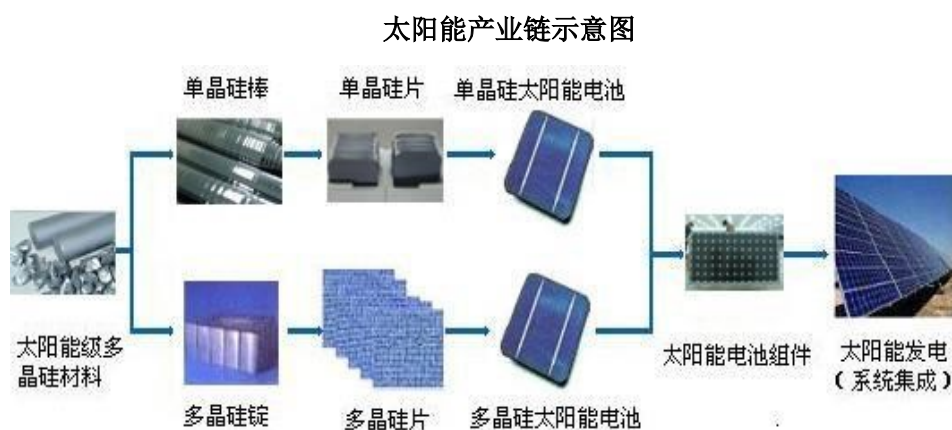 太阳能产业链示意图
单晶硅棒
单晶硅片
单晶硅太阳能电池
太阳能级多
晶硅材料
多晶硅锭
多晶硅片
多晶硅太阳能电池
太阳能电池组件
太阳能发电
（系统集成）